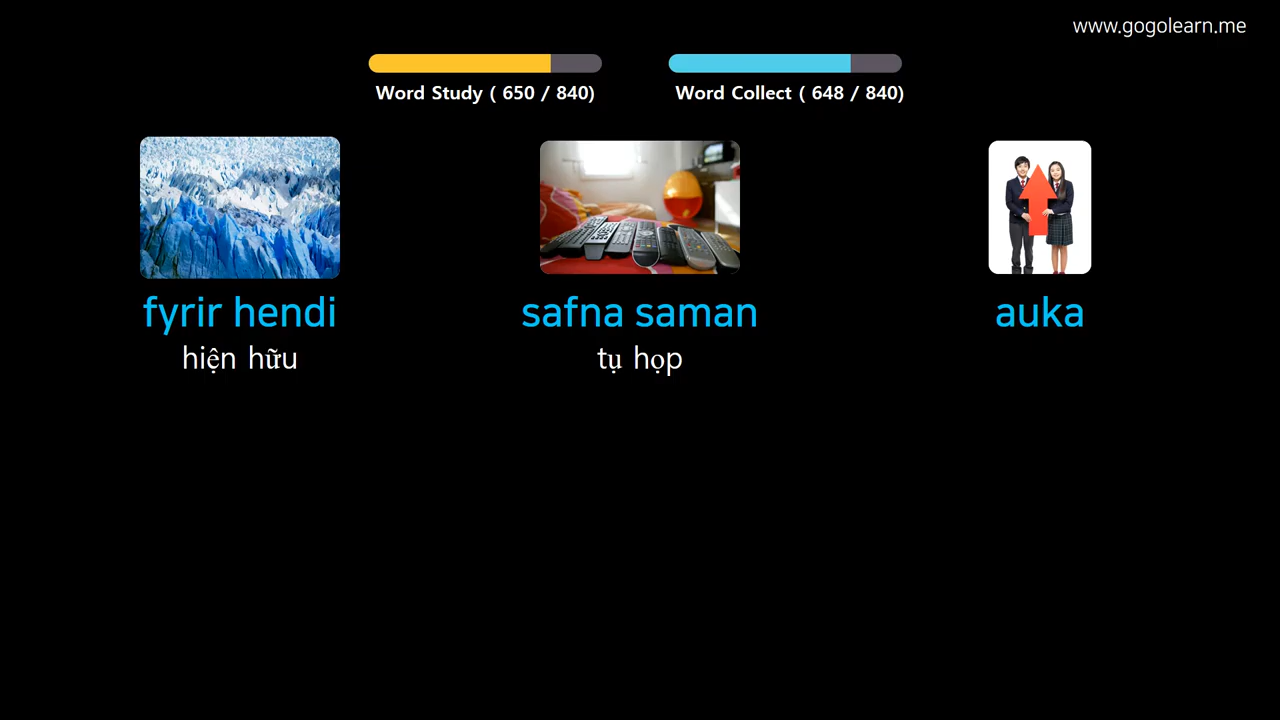 www.gogolearn.me
Word Study ( 650 / 840)
Word Collect ( 648 / 840)
fyrir hendi
safna saman
auka
hiện hữu
tụ họp